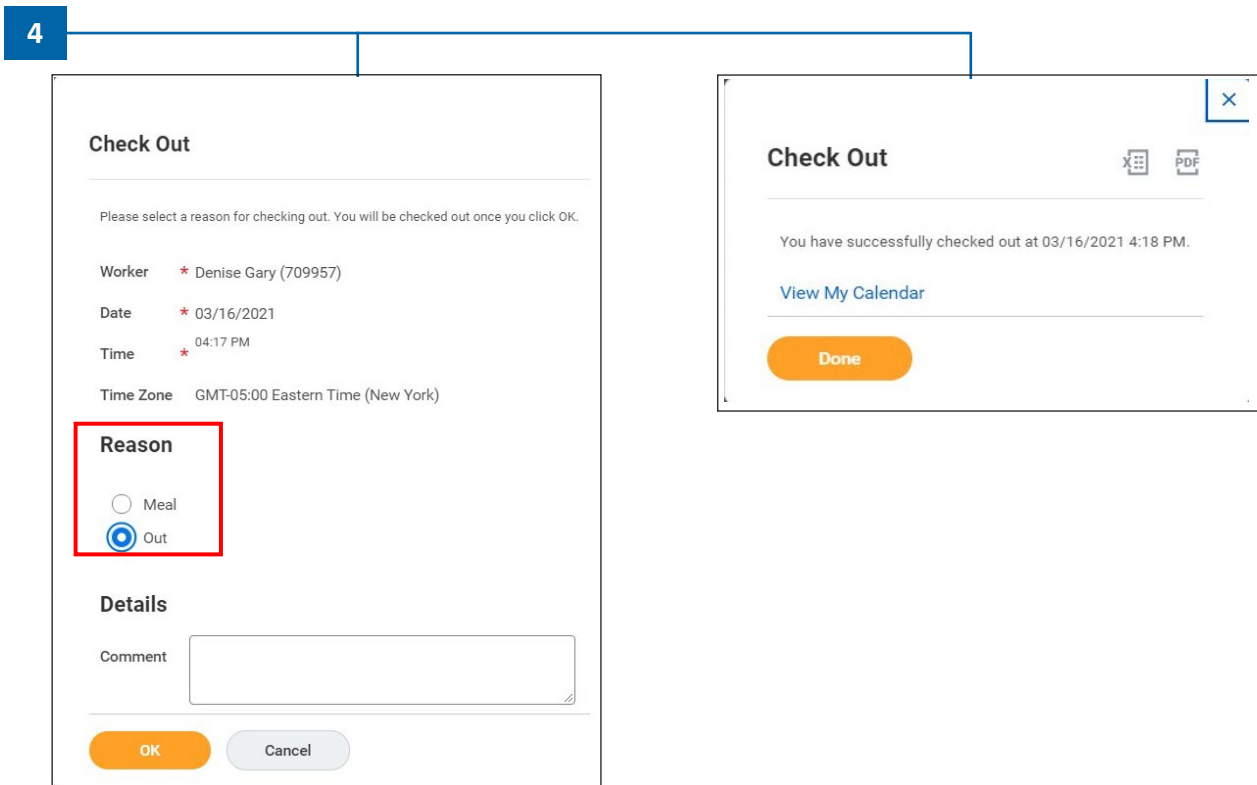 4
Check Out
Please select a reason for checking out. You will be checked out once you click OK.
Worker * Denise Gary (709957)
Date * 03/16/2021
Time * 04:17 PM
Time Zone GMT-05:00 Eastern Time (New York)
Reason
Meal
Out
Details
Comment
OK Cancel
Check Out
X PDF
You have successfully checked out at 03/16/2021 4:18 PM.
View My Calendar
Done